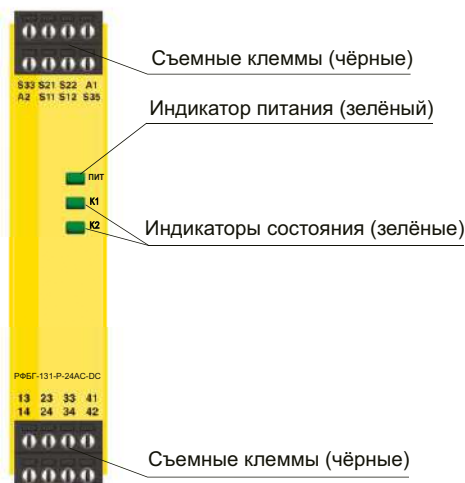 Съемные клеммы (чёрные)
S33 S21 S22 A1
A2 S11 S12 S35
Индикатор питания (зелёный)
ПИТ
K1
K2
Индикаторы состояния (зелёные)
РФБГ-131-Р-24AC-DC
13 23 33 41
14 24 34 42
Съемные клеммы (чёрные)